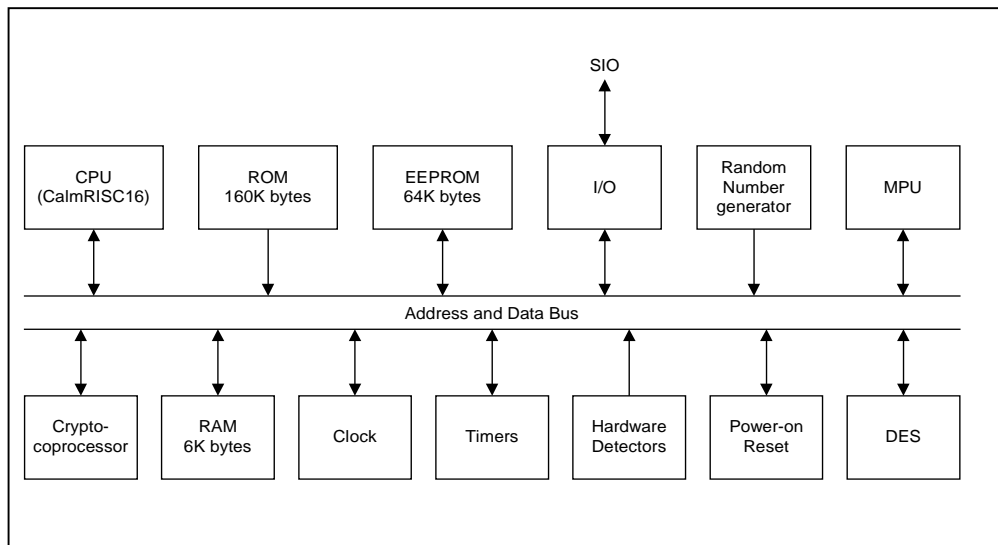 SIO
CPU
(CalmRISC16)
ROM
160K bytes
EEPROM
64K bytes
I/O
Random
Number
generator
MPU
Address and Data Bus
Crypto-
coprocessor
RAM
6K bytes
Clock
Timers
Hardware
Detectors
Power-on
Reset
DES